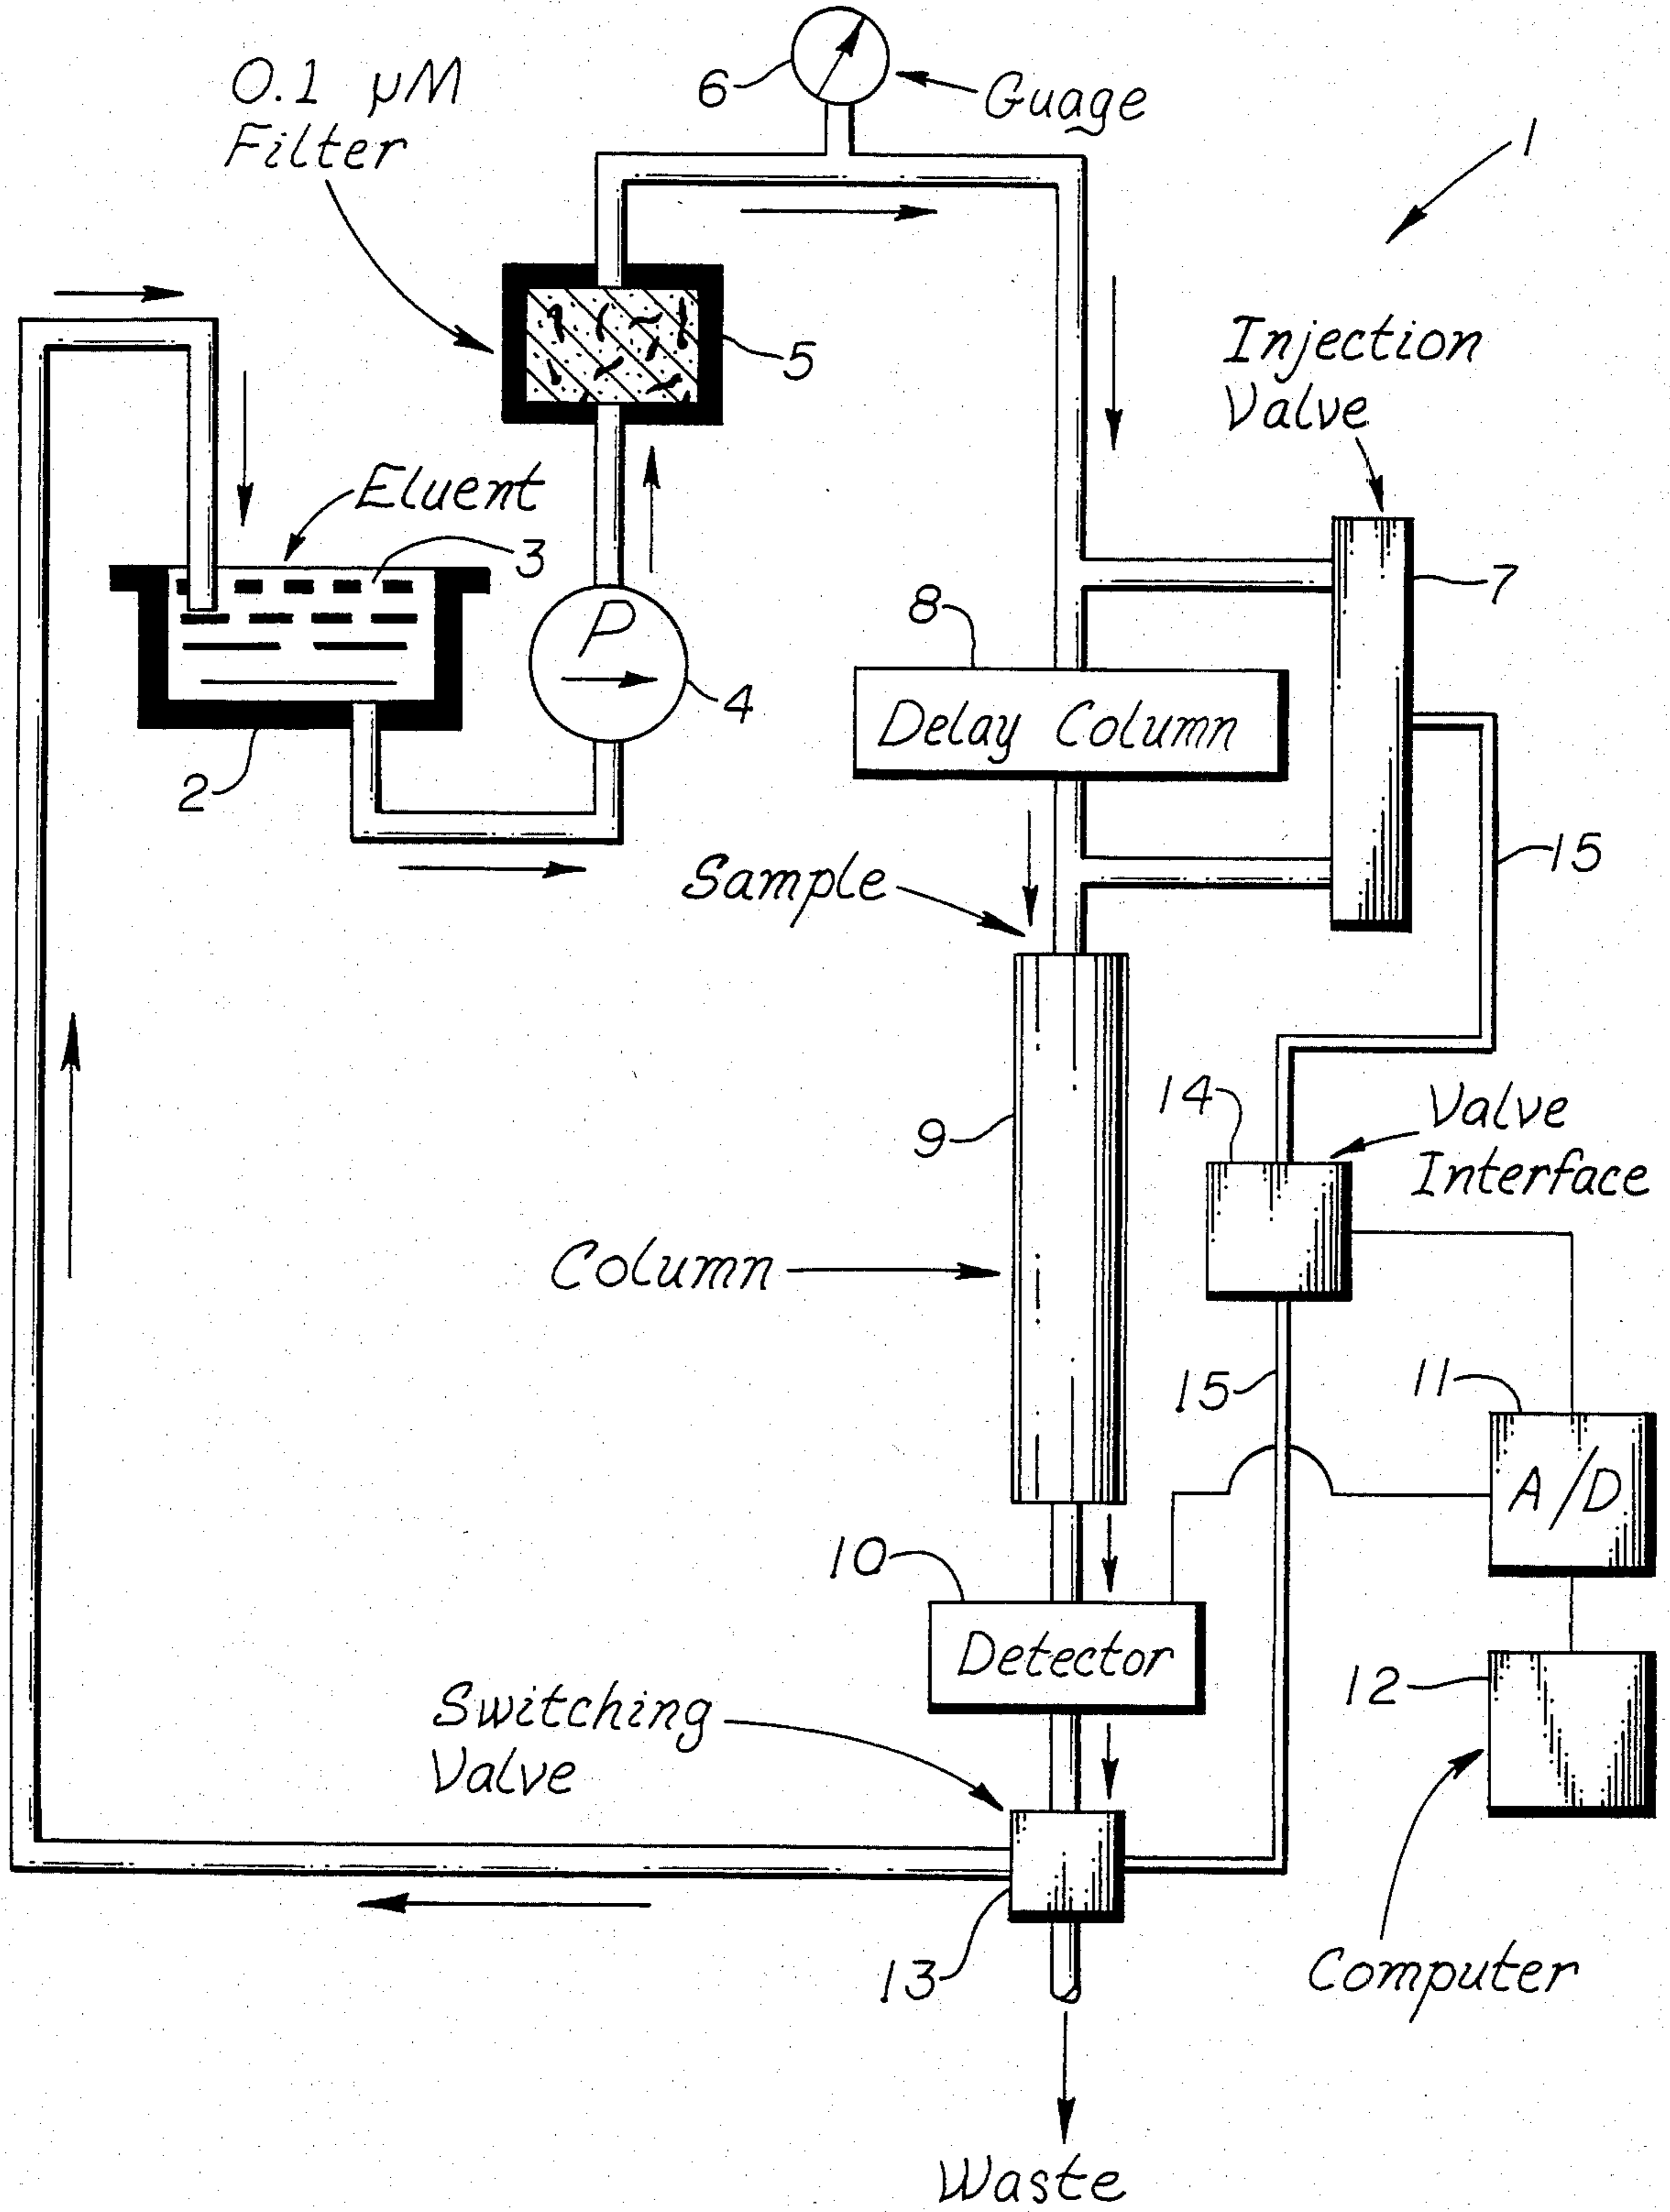 0.1 µM
Filter
6
Guage
1
5
Injection
Valve
Eluent
3
7
P
8
4
Delay Column
2
15
Sample
14
Valve
Interface
9
Column
15
11
A/D
10
Detector
12
Switching
Valve
13
Computer
Waste